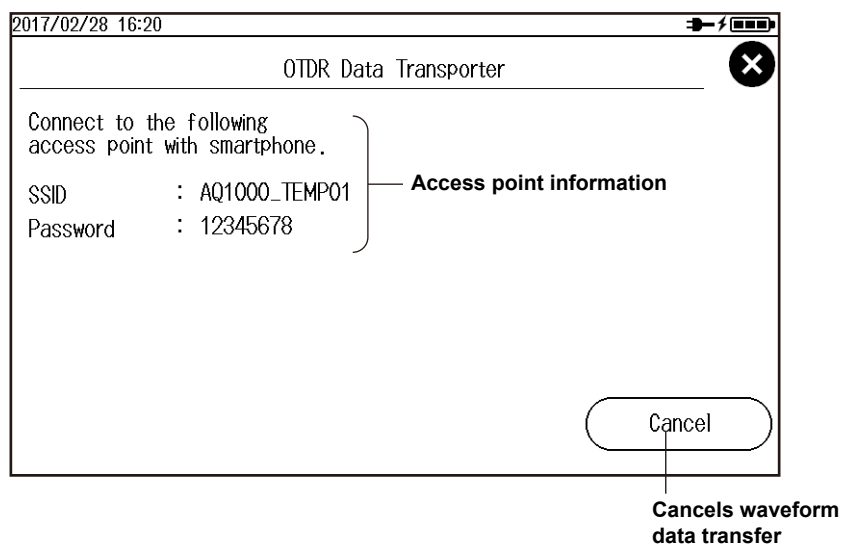 2017/02/28 16:20
OTDR Data Transporter
Connect to the following
access point with smartphone.
SSID : AQ1000_TEMP01
Password : 12345678
Access point information
Cancel
Cancels waveform
data transfer